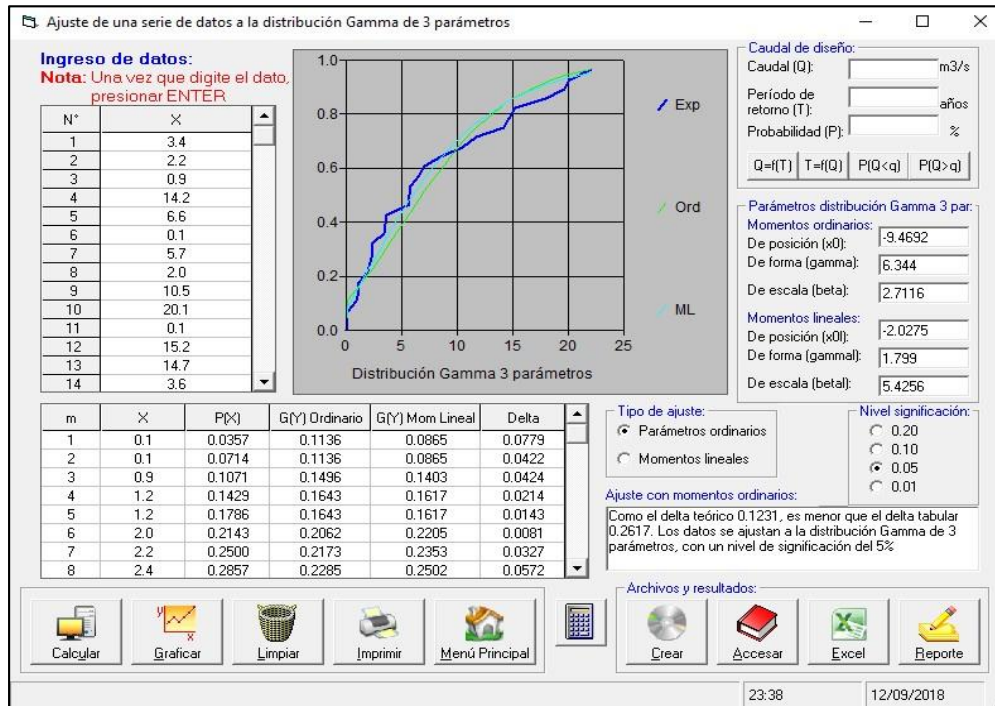 Ajuste de una serie de datos a la distribución Gamma de 3 parámetros
Ingreso de datos:
Nota: Una vez que digite el dato,
presionar ENTER
N° X
1 3.4
2 2.2
3 0.9
4 14.2
5 6.6
6 0.1
7 5.7
8 2.0
9 10.5
10 20.1
11 0.1
12 15.2
13 14.7
14 3.6
1.0
0.8
0.6
0.4
0.2
0.0
0 5 10 15 20 25
Distribución Gamma 3 parámetros
Exp
Ord
ML
Caudal de diseño:
Caudal (Q): m3/s
Período de
retorno (T): años
Probabilidad (P): %
Q=f(T) T=f(Q) P(Q<q) P(Q>q)
Parámetros distribución Gamma 3 par:
Momentos ordinarios:
De posición (x0): -9.4692
De forma (gamma): 6.344
De escala (beta): 2.7116
Momentos lineales:
De posición (x0l): -2.0275
De forma (gammal): 1.799
De escala (betal): 5.4256
m X P(X) G(Y) Ordinario G(Y) Mom Lineal Delta
1 0.1 0.0357 0.1136 0.0865 0.0779
2 0.1 0.0714 0.1136 0.0865 0.0422
3 0.9 0.1071 0.1496 0.1403 0.0424
4 1.2 0.1429 0.1643 0.1617 0.0214
5 1.2 0.1786 0.1643 0.1617 0.0143
6 2.0 0.2143 0.2062 0.2205 0.0081
7 2.2 0.2500 0.2173 0.2353 0.0327
8 2.4 0.2857 0.2285 0.2502 0.0572
Tipo de ajuste:
Parámetros ordinarios
Momentos lineales
Nivel significación:
0.20
0.10
0.05
0.01
Ajuste con momentos ordinarios:
Como el delta teórico 0.1231, es menor que el delta tabular
0.2617. Los datos se ajustan a la distribución Gamma de 3
parámetros, con un nivel de significación del 5%
Calcular Graficar Limpiar Imprimir Menú Principal
Archivos y resultados:
Crear Accesar Excel Reporte
23:38 12/09/2018